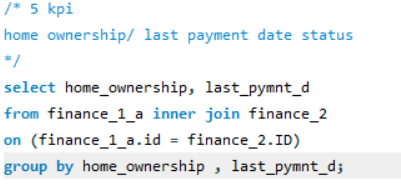 /* 5 kpi
home ownership/ last payment date status
*/
select home_ownership, last_pymnt_d
from finance_1_a inner join finance_2
on (finance_1_a.id = finance_2.ID)
group by home_ownership , last_pymnt_d;